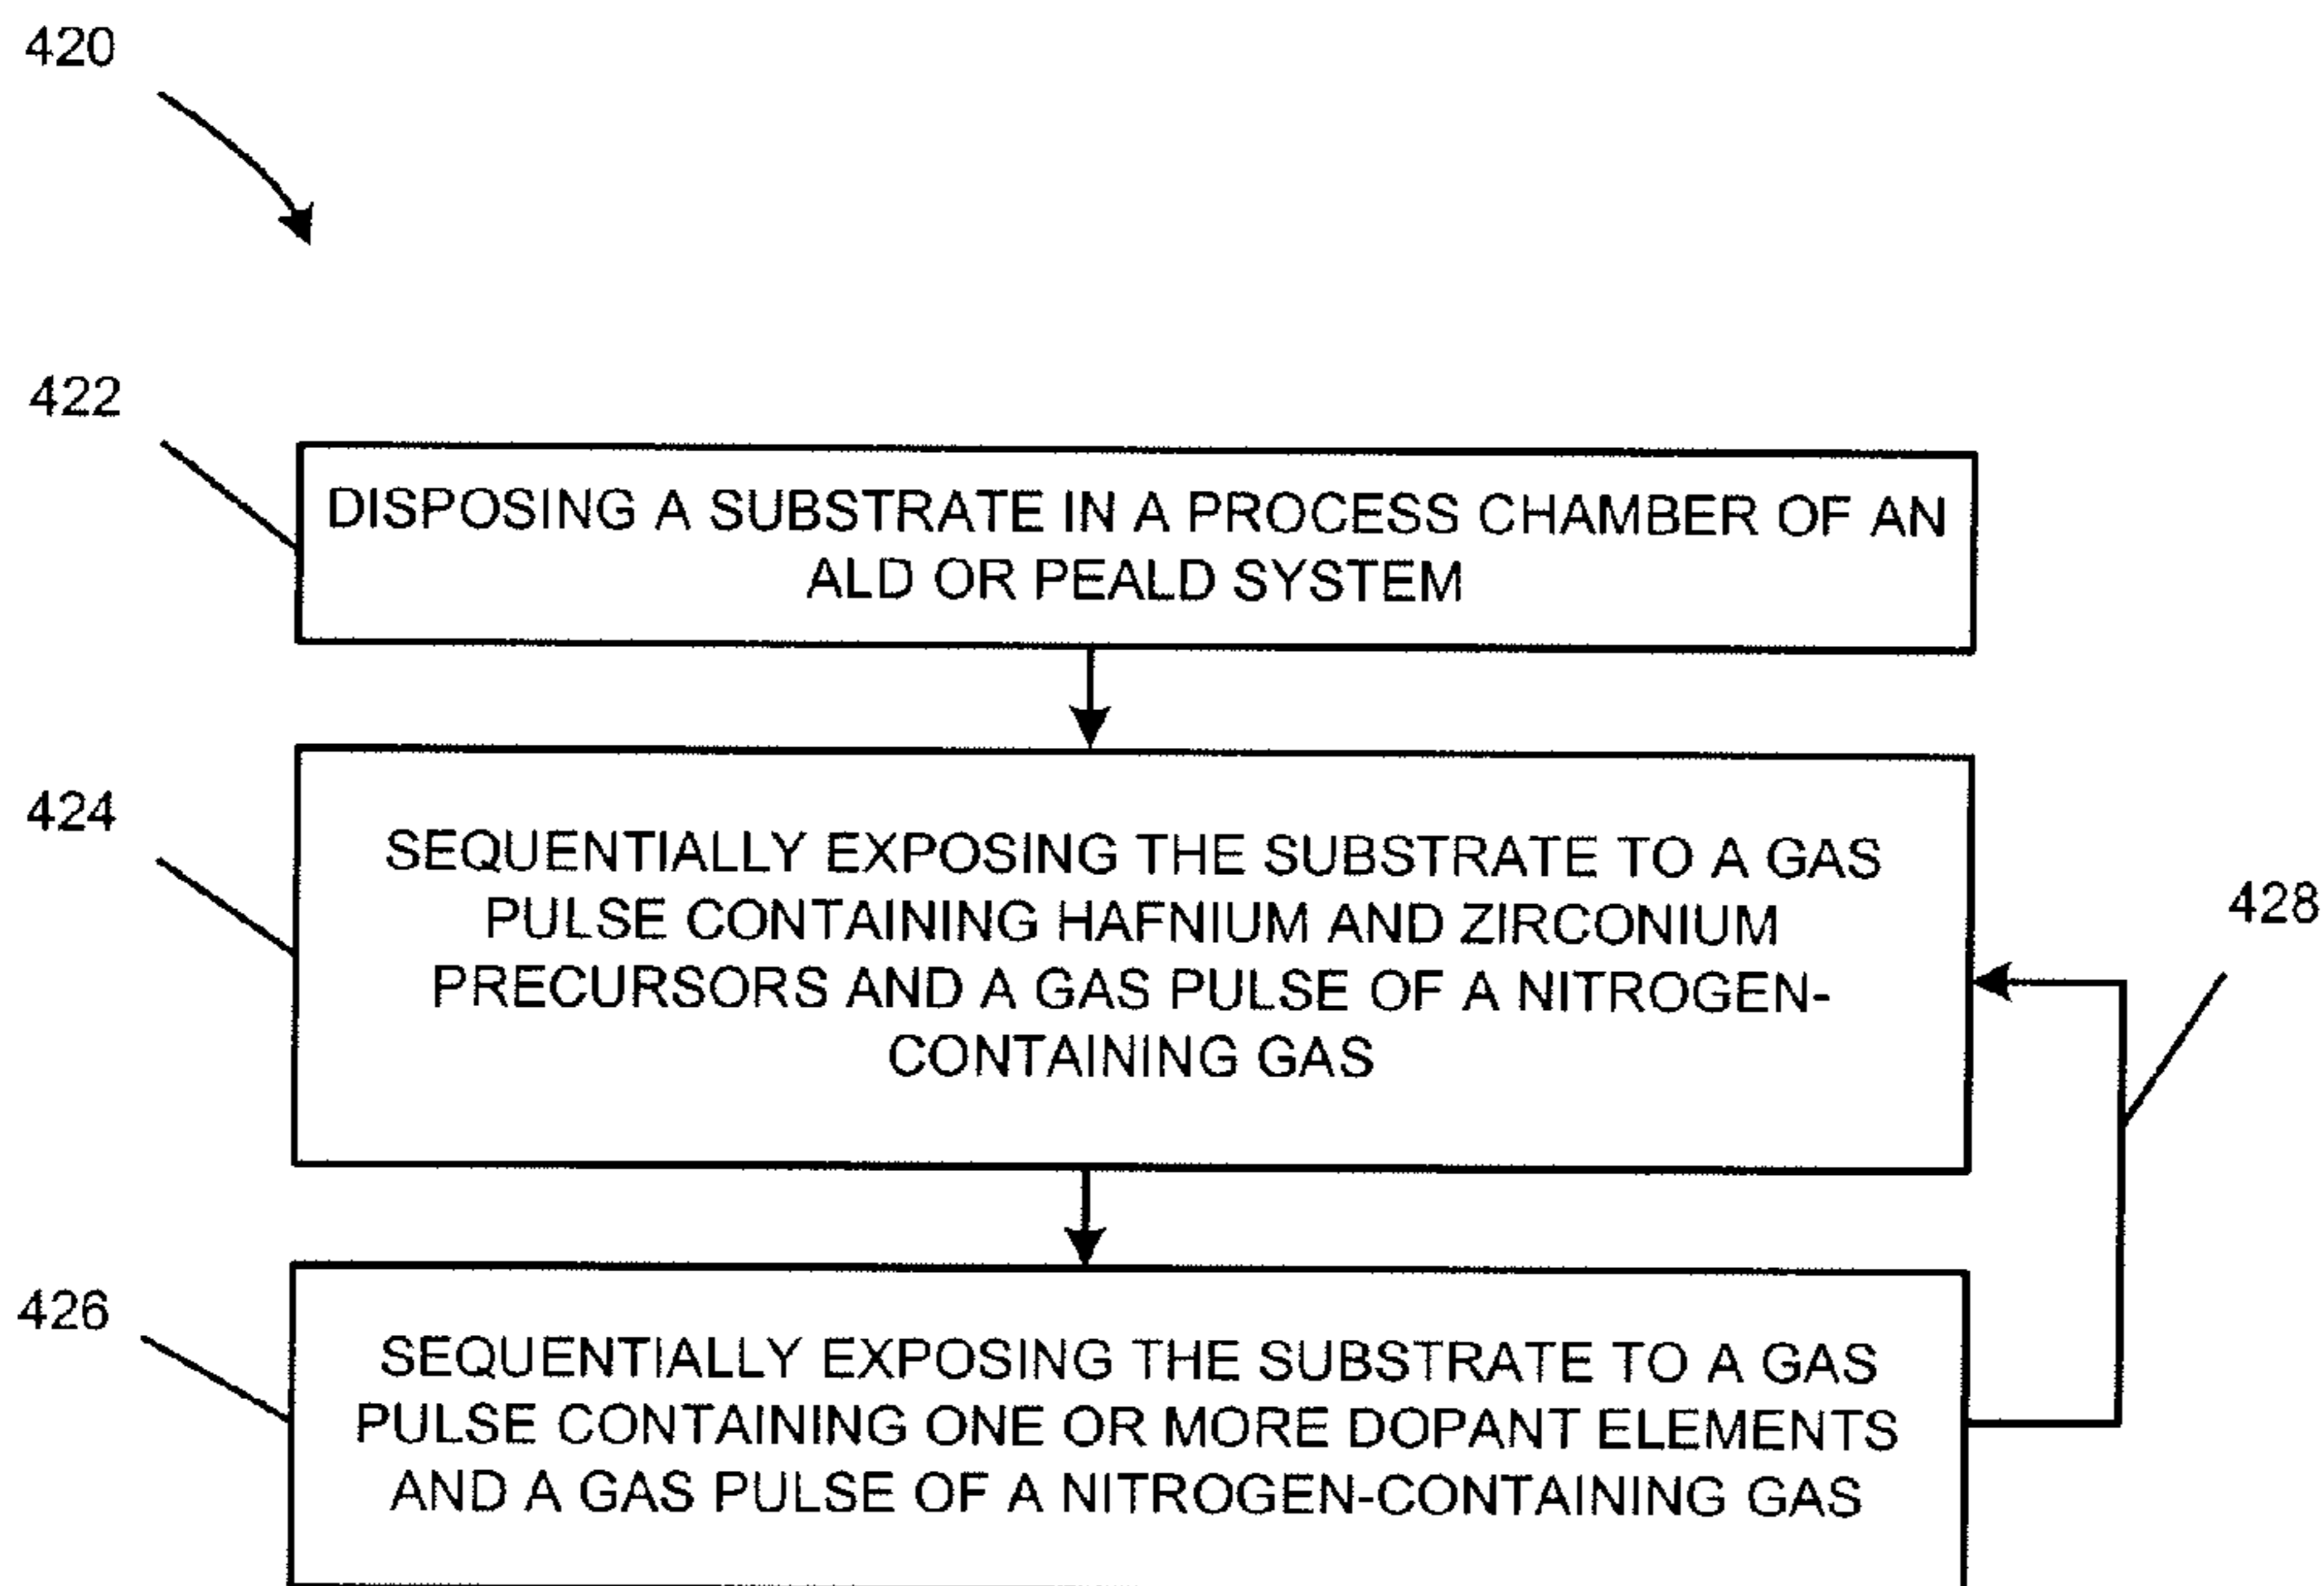 420
422
DISPOSING A SUBSTRATE IN A PROCESS CHAMBER OF AN
ALD OR PEALD SYSTEM
424
SEQUENTIALLY EXPOSING THE SUBSTRATE TO A GAS
PULSE CONTAINING HAFNIUM AND ZIRCONIUM
PRECURSORS AND A GAS PULSE OF A NITROGEN-
CONTAINING GAS
428
426
SEQUENTIALLY EXPOSING THE SUBSTRATE TO A GAS
PULSE CONTAINING ONE OR MORE DOPANT ELEMENTS
AND A GAS PULSE OF A NITROGEN-CONTAINING GAS